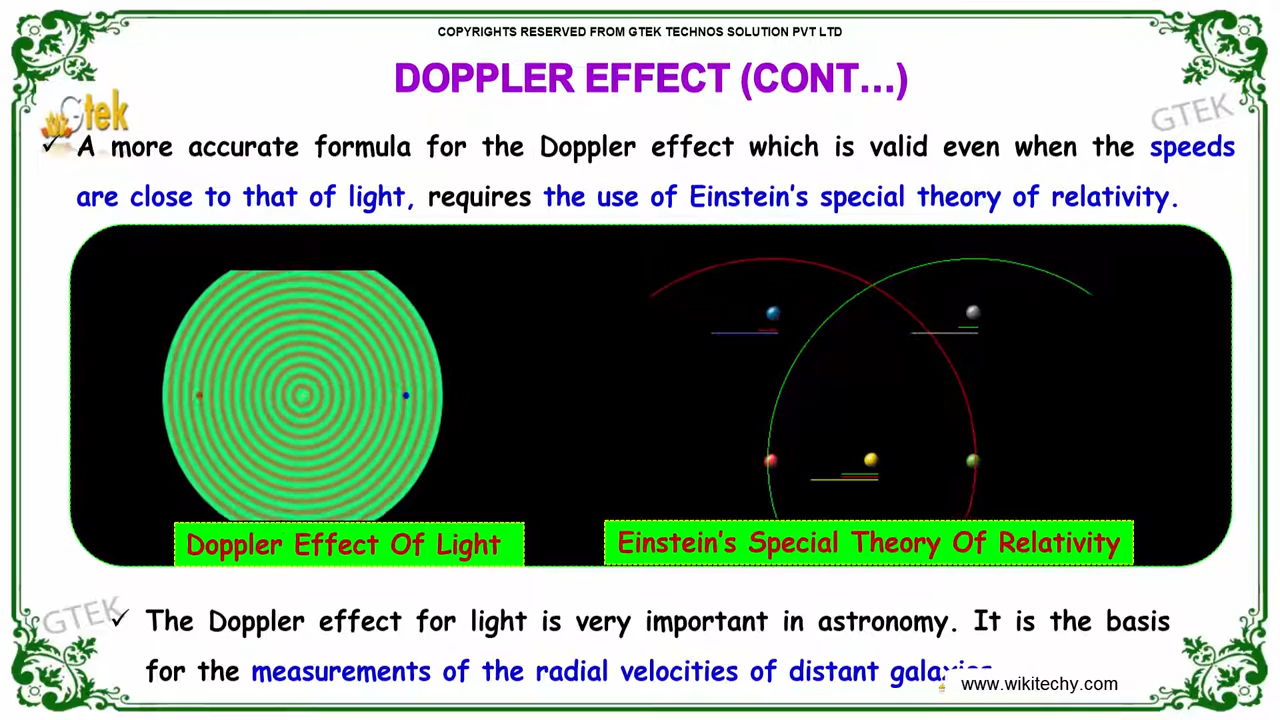 COPYRIGHTS RESERVED FROM GTEK TECHNOS SOLUTION PVT LTD
DOPPLER EFFECT (CONT...)
Gtek
GTEK
✓ A more accurate formula for the Doppler effect which is valid even when the speeds
are close to that of light, requires the use of Einstein's special theory of relativity.
Doppler Effect Of Light
Einstein's Special Theory Of Relativity
GTEK
✓ The Doppler effect for light is very important in astronomy. It is the basis
for the measurements of the radial velocities of distant galaxies
www.wikitechy.com